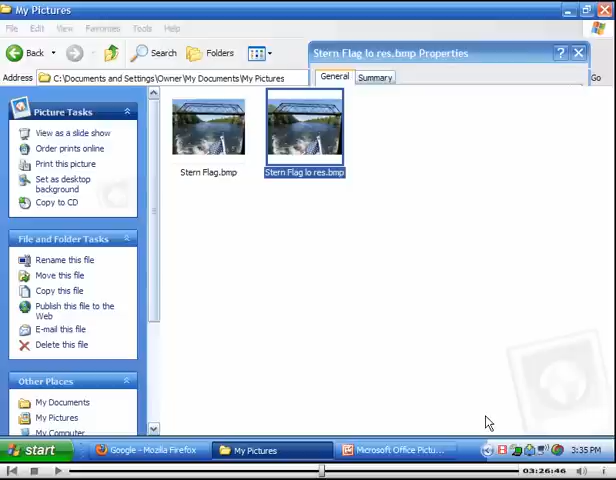 My Pictures
File Edit View Favorites Tools Help
Back Search Folders
Stern Flag lo res.bmp Properties
Address C:\Documents and Settings\Owner\My Documents\My Pictures Go
General Summary
Picture Tasks
View as a slide show
Order prints online
Print this picture
Set as desktop
background
Copy to CD
Stern Flag.bmp
Stern Flag lo res.bmp
File and Folder Tasks
Rename this file
Move this file
Copy this file
Publish this file to the
Web
E-mail this file
Delete this file
Other Places
My Documents
My Pictures
My Computer
start Google - Mozilla Firefox My Pictures Microsoft Office Pictu... 3:35 PM
03:26:46